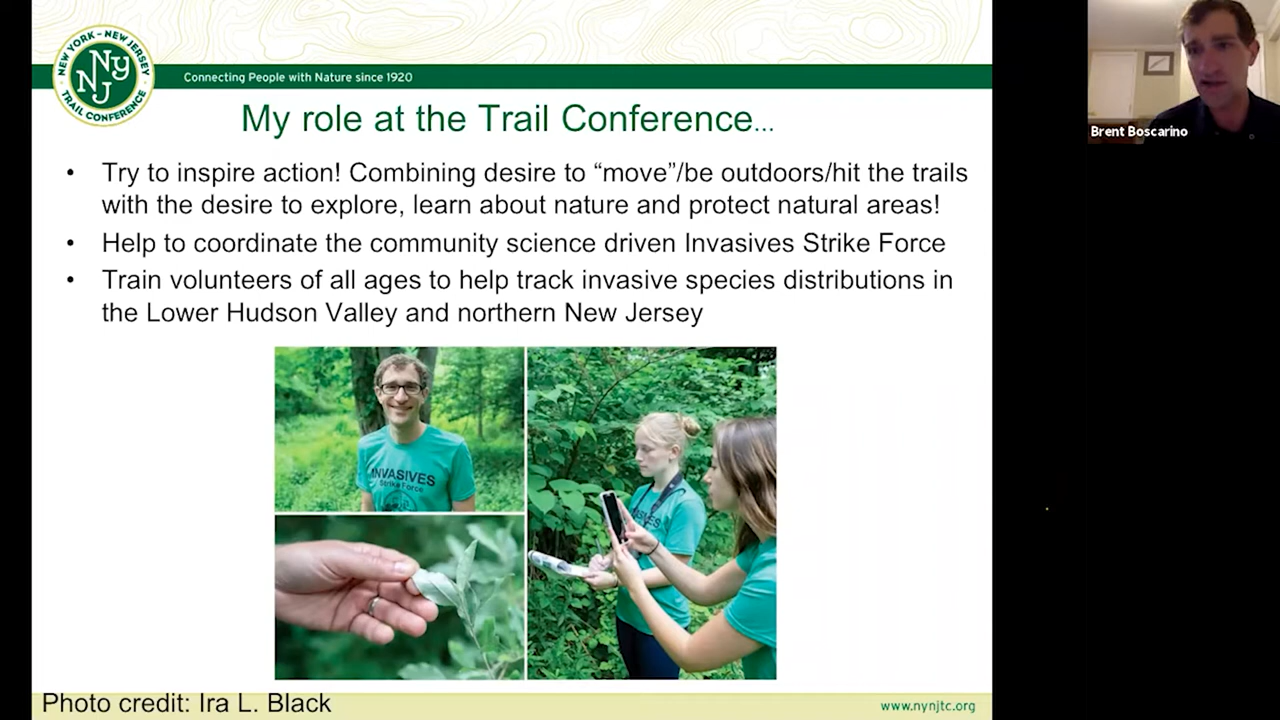 NEW YORK – NEW JERSEY
NY
NJ
TRAIL CONFERENCE
Connecting People with Nature since 1920
My role at the Trail Conference...
• Try to inspire action! Combining desire to “move”/be outdoors/hit the trails
with the desire to explore, learn about nature and protect natural areas!
• Help to coordinate the community science driven Invasives Strike Force
• Train volunteers of all ages to help track invasive species distributions in
the Lower Hudson Valley and northern New Jersey
INVASIVES
Strike Force
Photo credit: Ira L. Black
www.nynjtc.org
Brent Boscarino